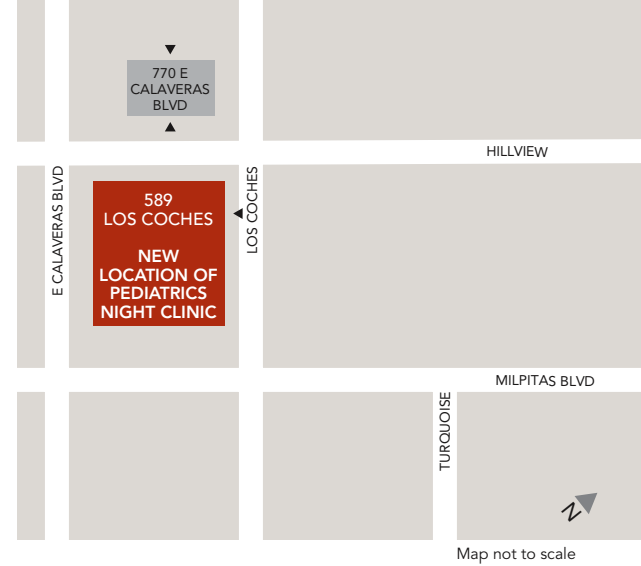 770 E
CALAVERAS
BLVD
HILLVIEW
E CALAVERAS BLVD
589
LOS COCHES
NEW
LOCATION OF
PEDIATRICS
NIGHT CLINIC
LOS COCHES
MILPITAS BLVD
TURQUOISE
N
Map not to scale